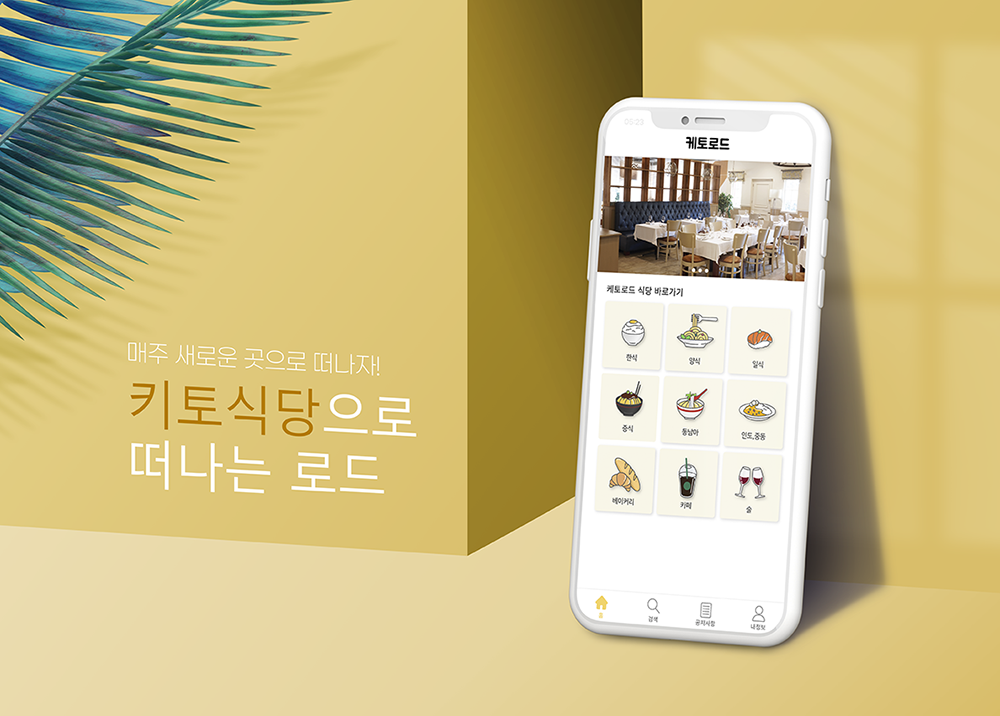 매주 새로운 곳으로 떠나자!
키토식당으로
떠나는 로드
05:23
케토로드
케토로드 식당 바로가기
한식
양식
일식
중식
동남아
인도,중동
베이커리
카페
술
홈
검색
공지사항
내정보